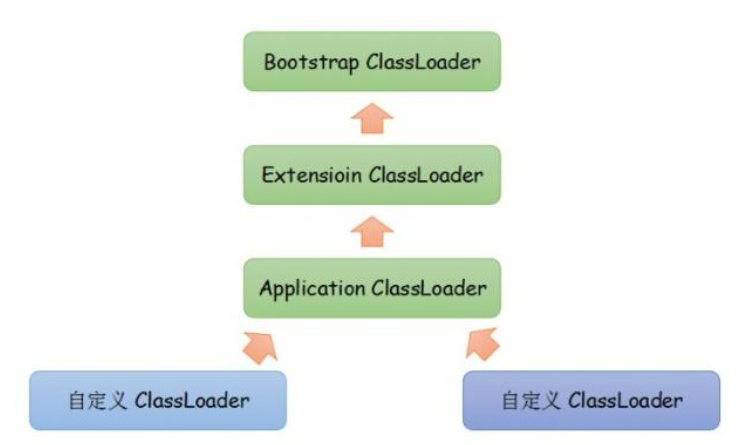 Bootstrap ClassLoader
Extensioin ClassLoader
Application ClassLoader
自定义 ClassLoader
自定义 ClassLoader